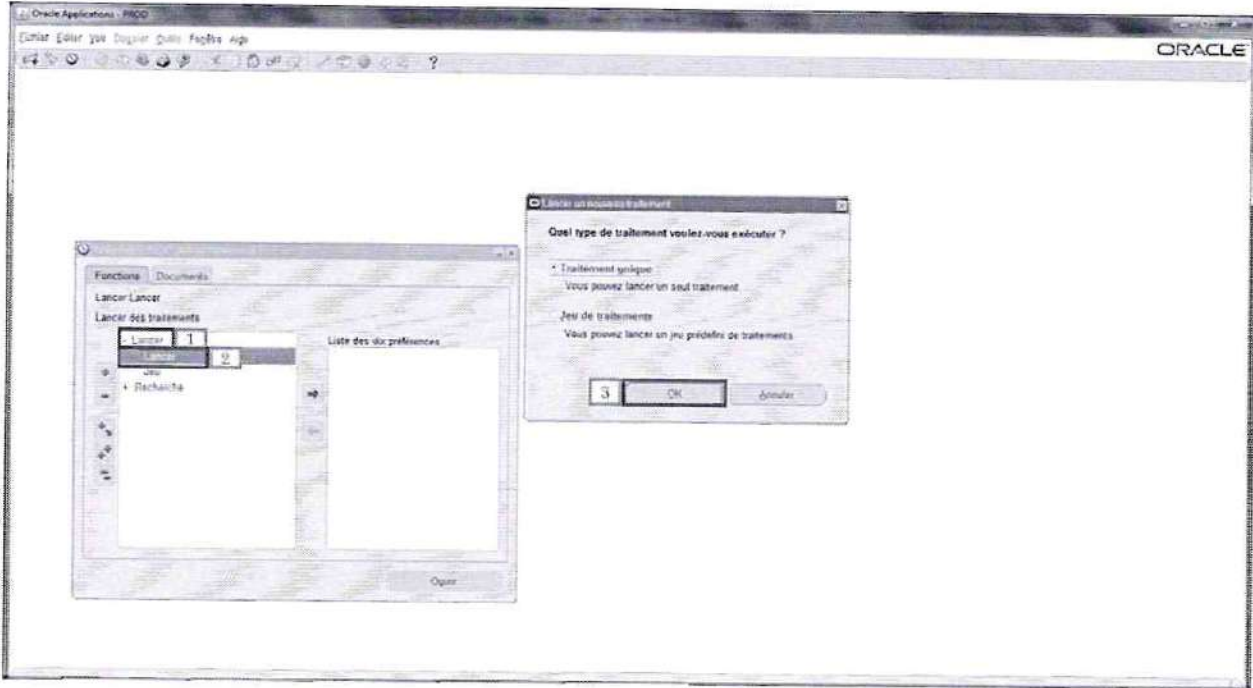 Oracle Applications - PROD
Fichier Editer Vue Dossier Outils Fenêtre Aide
ORACLE
?
Lancer un nouveau traitement
Quel type de traitement voulez-vous exécuter ?
Traitement unique
Vous pouvez lancer un seul traitement
Jeu de traitements
Vous pouvez lancer un jeu prédéfini de traitements
3 OK Annuler
Functions Documents
Lancer Lancer
Lancer des traitements
- Lancer 1
Lancer 2
Jeu
+ Recherche
Liste des dix préférences